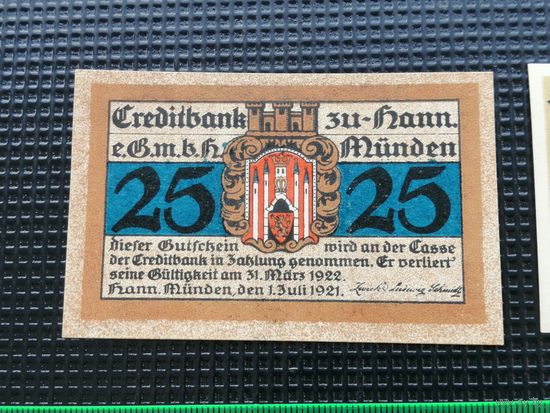 Creditbank zu-Hann.
e.G.m.b.H. Münden
25 25
Dieser Gutschein wird an der Casse
der Creditbank in Zahlung genommen. Er verliert
seine Gültigkeit am 31. März 1922.
Hann. Münden, den 1. Juli 1921.